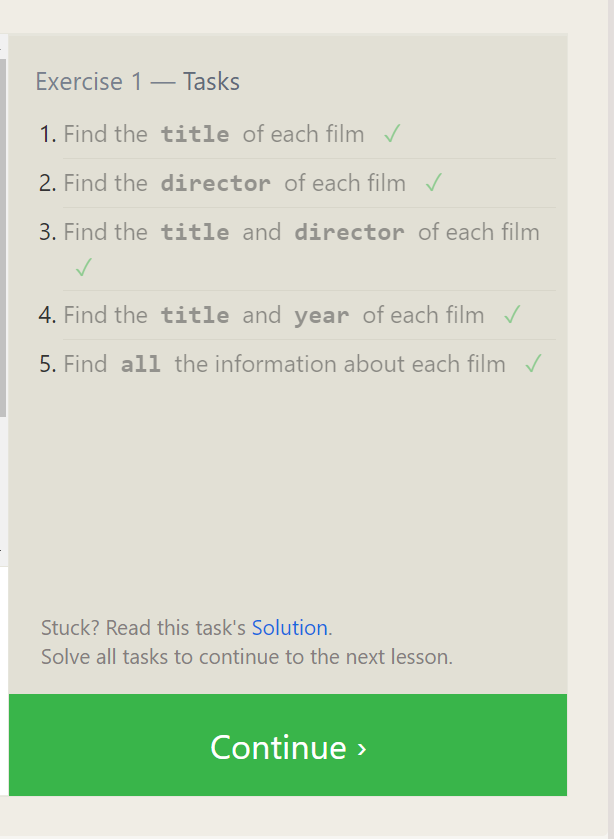 Exercise 1 — Tasks
1. Find the title of each film ✓
2. Find the director of each film ✓
3. Find the title and director of each film
✓
4. Find the title and year of each film ✓
5. Find all the information about each film ✓
Stuck? Read this task's Solution.
Solve all tasks to continue to the next lesson.
Continue ›